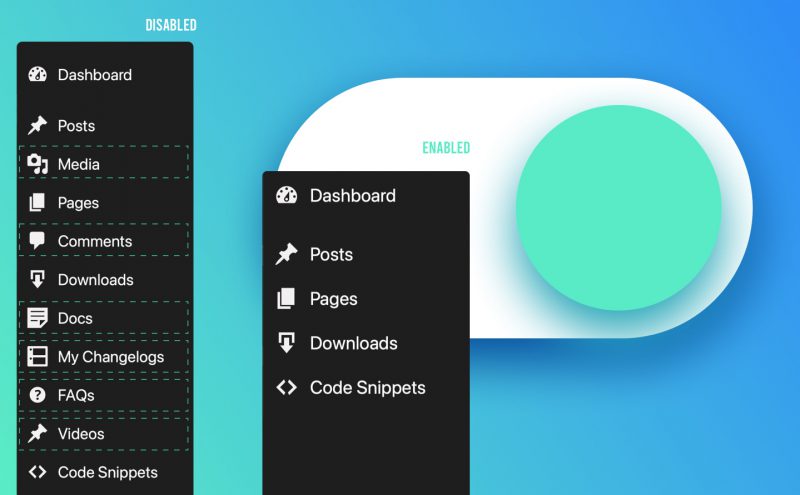 DISABLED
Dashboard
Posts
Media
Pages
Comments
Downloads
Docs
My Changelogs
FAQs
Videos
Code Snippets
ENABLED
Dashboard
Posts
Pages
Downloads
Code Snippets